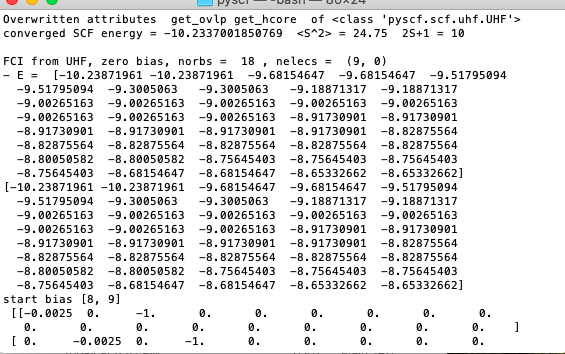 pyscf — -bash — 80×24
Overwritten attributes  get_ovlp get_hcore  of <class 'pyscf.scf.uhf.UHF'>
converged SCF energy = -10.2337001850769  <S^2> = 24.75  2S+1 = 10
FCI from UHF, zero bias, norbs =  18 , nelecs =  (9, 0)
- E =  [-10.23871961 -10.23871961  -9.68154647  -9.68154647  -9.51795094
-9.51795094  -9.3005063   -9.3005063   -9.18871317  -9.18871317
-9.00265163  -9.00265163  -9.00265163  -9.00265163  -9.00265163
-9.00265163  -9.00265163  -9.00265163  -8.91730901  -8.91730901
-8.91730901  -8.91730901  -8.91730901  -8.91730901  -8.82875564
-8.82875564  -8.82875564  -8.82875564  -8.82875564  -8.82875564
-8.80050582  -8.80050582  -8.75645403  -8.75645403  -8.75645403
-8.75645403  -8.68154647  -8.68154647  -8.65332662  -8.65332662]
[-10.23871961 -10.23871961  -9.68154647  -9.68154647  -9.51795094
-9.51795094  -9.3005063   -9.3005063   -9.18871317  -9.18871317
-9.00265163  -9.00265163  -9.00265163  -9.00265163  -9.00265163
-9.00265163  -9.00265163  -9.00265163  -8.91730901  -8.91730901
-8.91730901  -8.91730901  -8.91730901  -8.91730901  -8.82875564
-8.82875564  -8.82875564  -8.82875564  -8.82875564  -8.82875564
-8.80050582  -8.80050582  -8.75645403  -8.75645403  -8.75645403
-8.75645403  -8.68154647  -8.68154647  -8.65332662  -8.65332662]
start bias [8, 9]
[[-0.0025  0.     -1.      0.      0.      0.      0.      0.      0.
0.      0.      0.      0.      0.      0.      0.      0.      ]
[ 0.     -0.0025  0.     -1.      0.      0.      0.      0.      0.